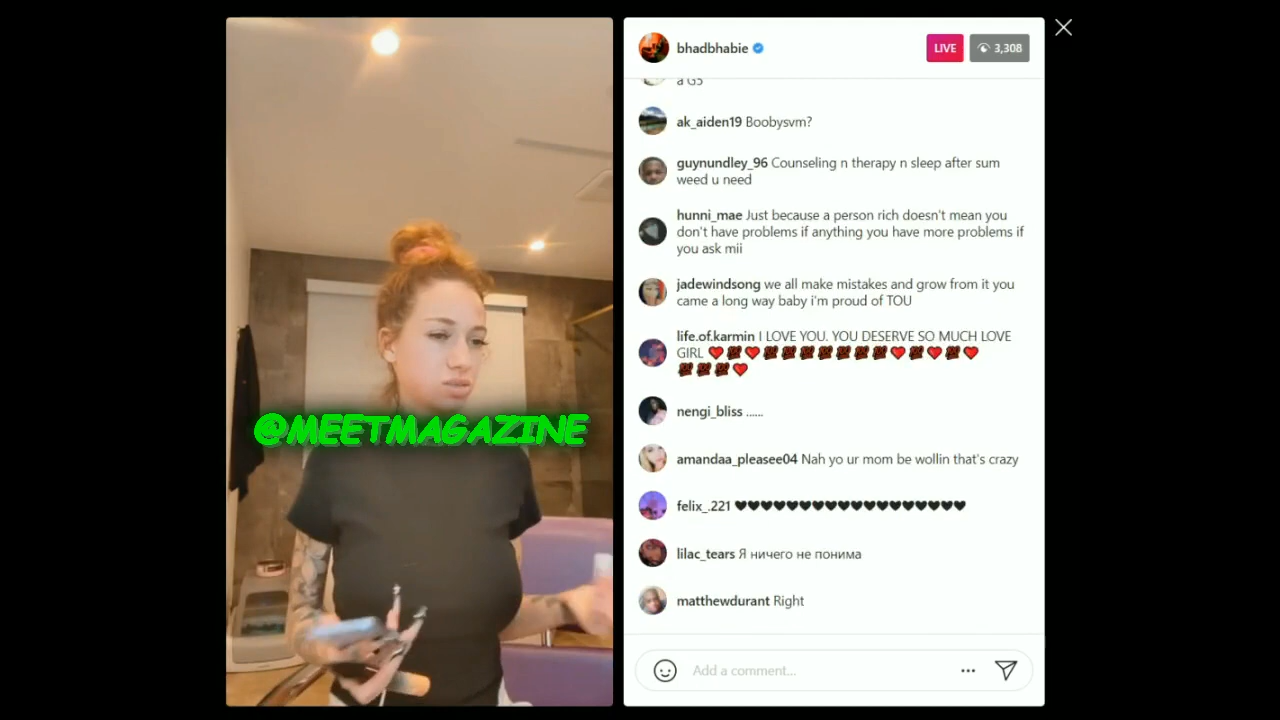 bhadbhabie
LIVE
3,308
a G5
ak_aiden19 Boobysvm?
guynundley_96 Counseling n therapy n sleep after sum
weed u need
hunni_mae Just because a person rich doesn't mean you
don't have problems if anything you have more problems if
you ask mii
jadewindsong we all make mistakes and grow from it you
came a long way baby i'm proud of TOU
life.of.karmin I LOVE YOU. YOU DESERVE SO MUCH LOVE
GIRL ❤️💯❤️💯💯💯💯💯💯💯❤️💯❤️💯❤️
💯💯💯❤️
nengi_bliss ......
amandaa_pleasee04 Nah yo ur mom be wollin that's crazy
felix_.221 🖤🖤🖤🖤🖤🖤🖤🖤🖤🖤🖤🖤🖤🖤🖤🖤🖤🖤
lilac_tears Я ничего не понима
matthewdurant Right
Add a comment...
@MEETMAGAZINE